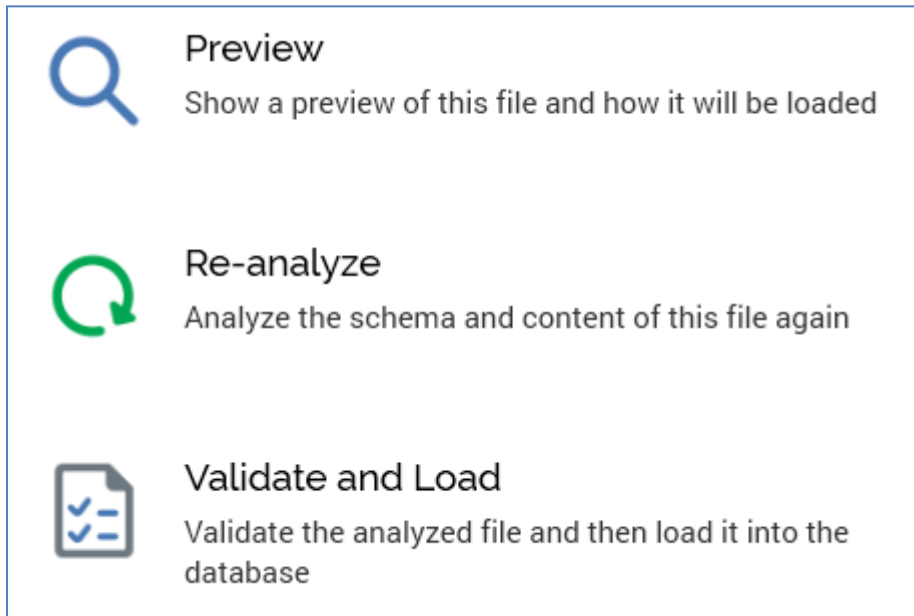 Preview
Show a preview of this file and how it will be loaded
Re-analyze
Analyze the schema and content of this file again
Validate and Load
Validate the analyzed file and then load it into the
database